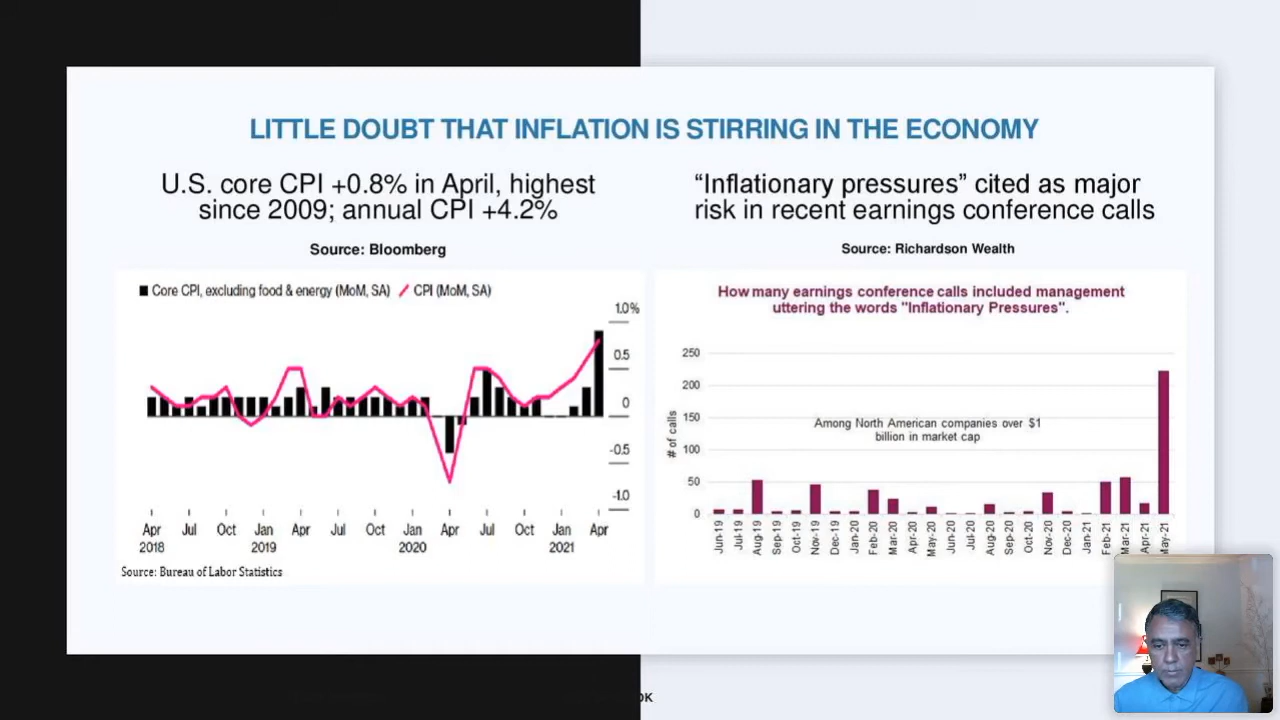 LITTLE DOUBT THAT INFLATION IS STIRRING IN THE ECONOMY
U.S. core CPI +0.8% in April, highest
since 2009; annual CPI +4.2%
Source: Bloomberg
Core CPI, excluding food & energy (MoM, SA) CPI (MoM, SA)
1.0%
0.5
0
-0.5
-1.0
Apr Jul Oct Jan Apr Jul Oct Jan Apr Jul Oct Jan Apr
2018 2019 2020 2021
Source: Bureau of Labor Statistics
“Inflationary pressures” cited as major
risk in recent earnings conference calls
Source: Richardson Wealth
How many earnings conference calls included management
uttering the words "Inflationary Pressures".
# of calls
250
200
150
100
50
0
Among North American companies over $1
billion in market cap
Jun-19
Jul-19
Aug-19
Sep-19
Oct-19
Nov-19
Dec-19
Jan-20
Feb-20
Mar-20
Apr-20
May-20
Jun-20
Jul-20
Aug-20
Sep-20
Oct-20
Nov-20
Dec-20
Jan-21
Feb-21
Mar-21
Apr-21
May-21